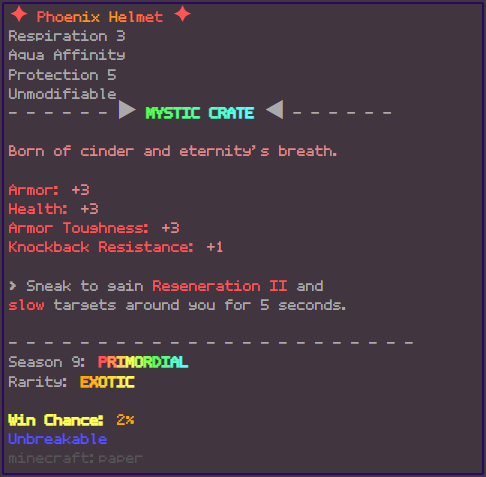 ✦ Phoenix Helmet ✦
Respiration 3
Aqua Affinity
Protection 5
Unmodifiable
- - - - - - ▶ MYSTIC CRATE ◀ - - - - - -
Born of cinder and eternity's breath.
Armor: +3
Health: +3
Armor Toughness: +3
Knockback Resistance: +1
> Sneak to gain Regeneration II and
slow targets around you for 5 seconds.
- - - - - - - - - - - - - - - - - - - - - - - -
Season 9: PRIMORDIAL
Rarity: EXOTIC
Win Chance: 2%
Unbreakable
minecraft:paper